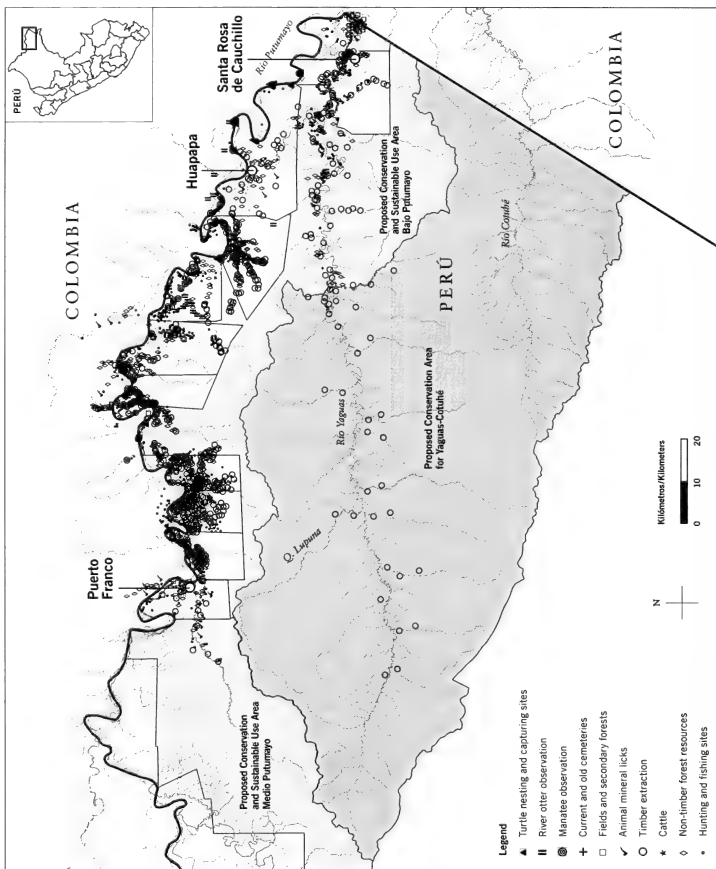 PERÚ
COLOMBIA
Puerto
Franco
Huapapa
Santa Rosa
de Cauchillo
Río Putumayo
Proposed Conservation
and Sustainable Use Area
Medio Putumayo
Q. Lupuna
Río Yaguas
Proposed Conservation
and Sustainable Use Area
Bajo Putumayo
Proposed Conservation Area
for Yaguas-Cotuhé
PERÚ
Río Cotuhé
COLOMBIA
N
Kilómetros/Kilometers
0
10
20
Legend
Turtle nesting and capturing sites
River otter observation
Manatee observation
Current and old cemeteries
Fields and secondary forests
Animal mineral licks
Timber extraction
Cattle
Non-timber forest resources
Hunting and fishing sites